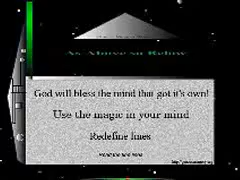 As Above so Below
God will bless the mind that got it's own!
Use the magic in your mind
Redefine lines